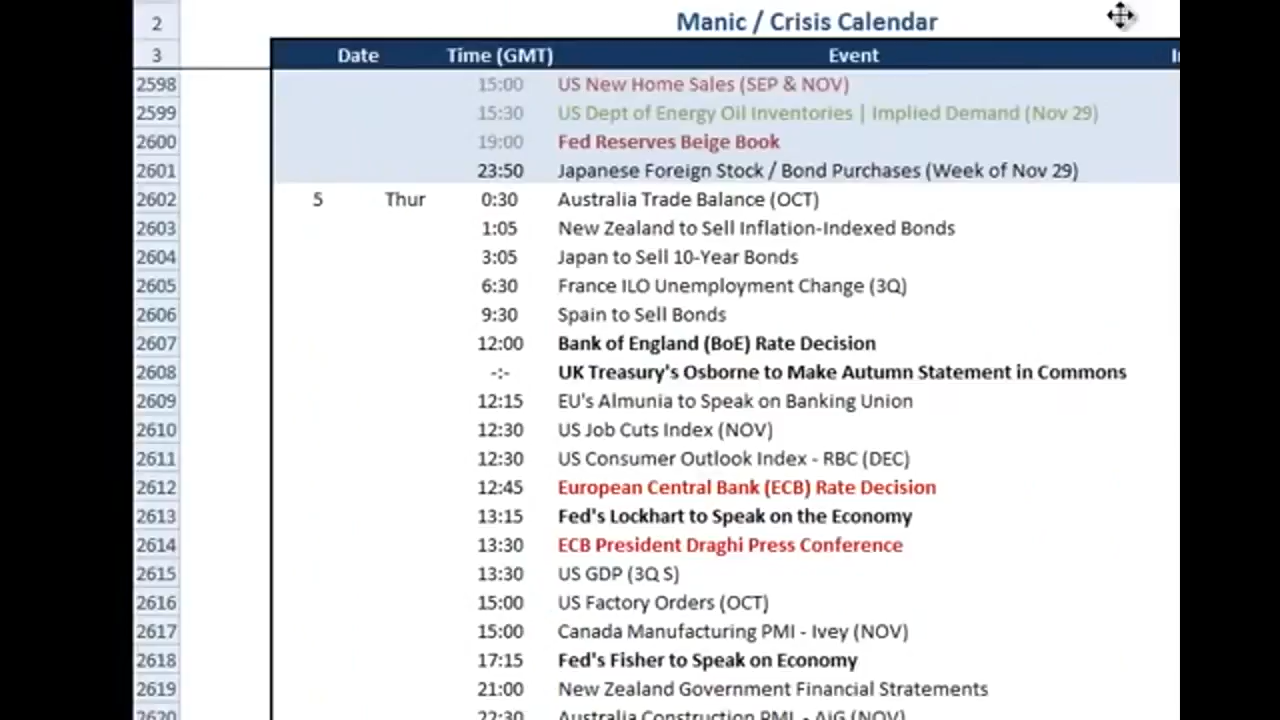 2 Manic / Crisis Calendar
3 Date Time (GMT) Event
2598 15:00 US New Home Sales (SEP & NOV)
2599 15:30 US Dept of Energy Oil Inventories | Implied Demand (Nov 29)
2600 19:00 Fed Reserves Beige Book
2601 23:50 Japanese Foreign Stock / Bond Purchases (Week of Nov 29)
2602 5 Thur 0:30 Australia Trade Balance (OCT)
2603 1:05 New Zealand to Sell Inflation-Indexed Bonds
2604 3:05 Japan to Sell 10-Year Bonds
2605 6:30 France ILO Unemployment Change (3Q)
2606 9:30 Spain to Sell Bonds
2607 12:00 Bank of England (BoE) Rate Decision
2608 -:- UK Treasury's Osborne to Make Autumn Statement in Commons
2609 12:15 EU's Almunia to Speak on Banking Union
2610 12:30 US Job Cuts Index (NOV)
2611 12:30 US Consumer Outlook Index - RBC (DEC)
2612 12:45 European Central Bank (ECB) Rate Decision
2613 13:15 Fed's Lockhart to Speak on the Economy
2614 13:30 ECB President Draghi Press Conference
2615 13:30 US GDP (3Q S)
2616 15:00 US Factory Orders (OCT)
2617 15:00 Canada Manufacturing PMI - Ivey (NOV)
2618 17:15 Fed's Fisher to Speak on Economy
2619 21:00 New Zealand Government Financial Stratements
2620 22:30 Australia Construction PMI - AiG (NOV)